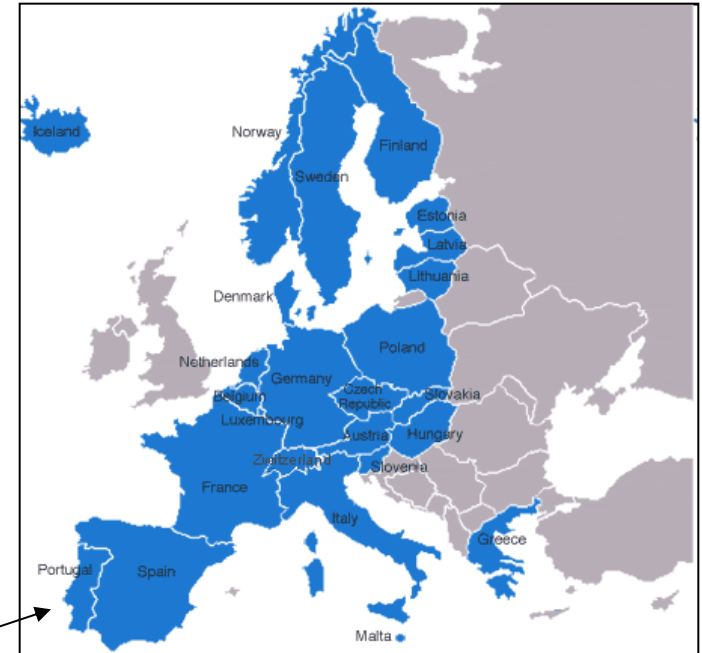 Iceland
Norway
Finland
Sweden
Estonia
Latvia
Lithuania
Denmark
Poland
Netherlands
Germany
Czech
Republic
Slovakia
Belgium
Luxembourg
Austria
Hungary
Zwitzerland
Slovenia
France
Italy
Greece
Portugal
Spain
Malta